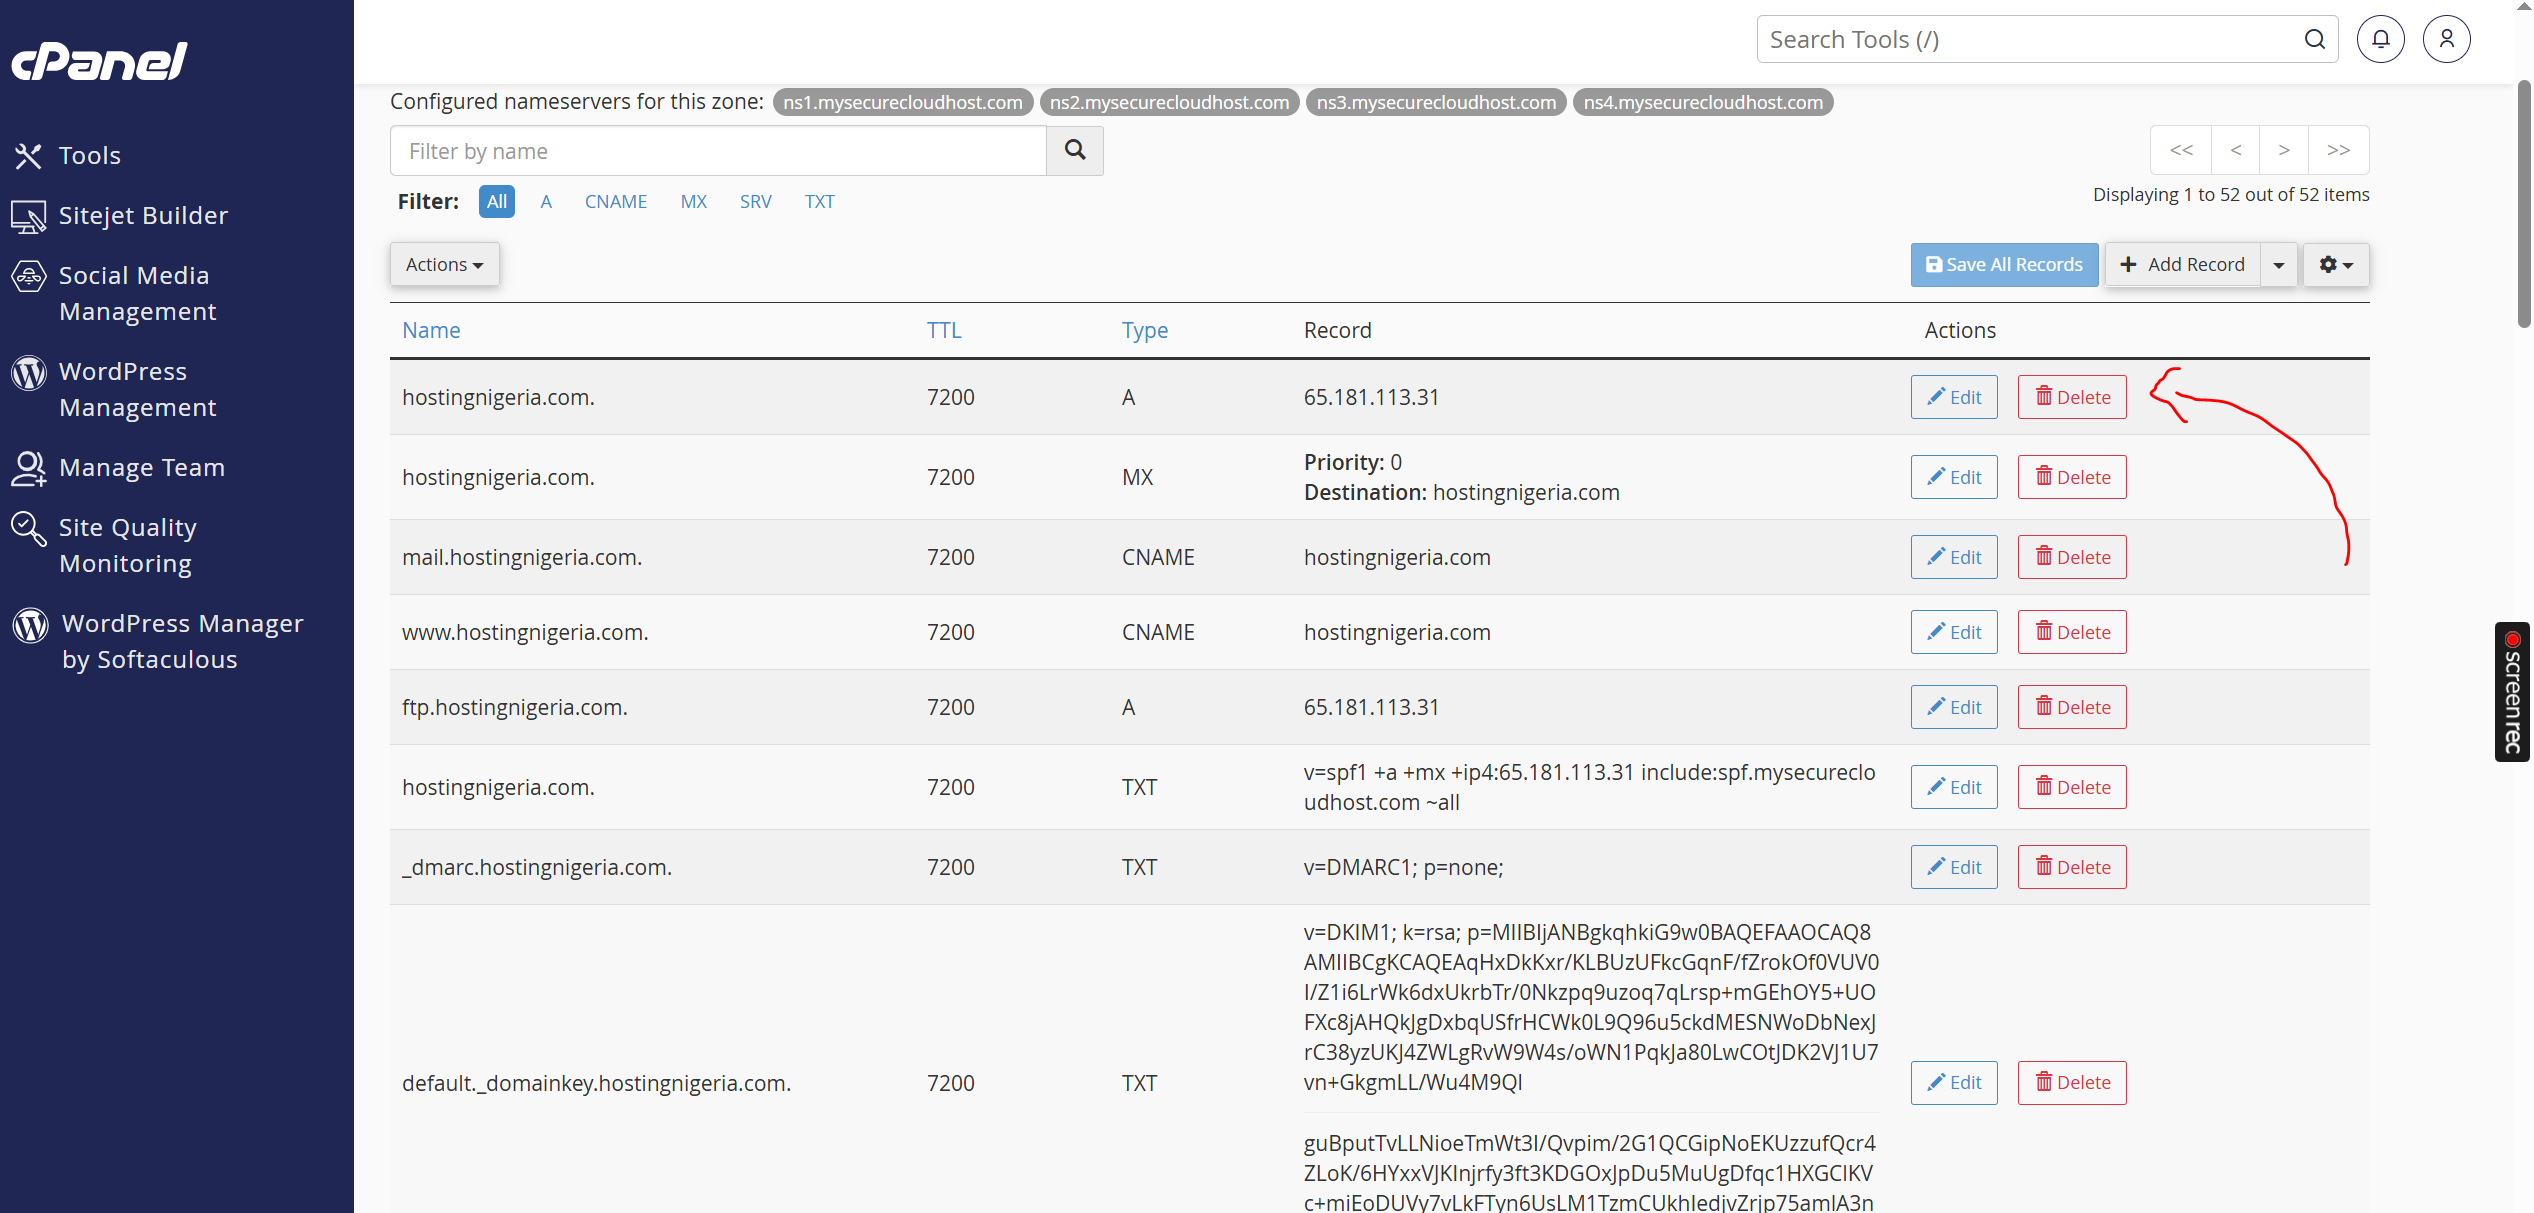 cPanel
Search Tools (/)
Configured nameservers for this zone: ns1.mysecurecloudhost.com ns2.mysecurecloudhost.com ns3.mysecurecloudhost.com ns4.mysecurecloudhost.com
Filter by name
<< < > >>
Displaying 1 to 52 out of 52 items
Filter: All A CNAME MX SRV TXT
Actions
Save All Records
Add Record
Tools
Sitejet Builder
Social Media
Management
WordPress
Management
Manage Team
Site Quality
Monitoring
WordPress Manager
by Softaculous
Name TTL Type Record Actions
hostingnigeria.com. 7200 A 65.181.113.31 Edit Delete
hostingnigeria.com. 7200 MX Priority: 0
Destination: hostingnigeria.com Edit Delete
mail.hostingnigeria.com. 7200 CNAME hostingnigeria.com Edit Delete
www.hostingnigeria.com. 7200 CNAME hostingnigeria.com Edit Delete
ftp.hostingnigeria.com. 7200 A 65.181.113.31 Edit Delete
hostingnigeria.com. 7200 TXT v=spf1 +a +mx +ip4:65.181.113.31 include:spf.mysecureclo
udhost.com ~all Edit Delete
_dmarc.hostingnigeria.com. 7200 TXT v=DMARC1; p=none; Edit Delete
default._domainkey.hostingnigeria.com. 7200 TXT v=DKIM1; k=rsa; p=MIIBIjANBgkqhkiG9w0BAQEFAAOCAQ8
AMIIBCgKCAQEAqHxDkKxr/KLBUzUFkcGqnF/fZrokOf0VUV0
I/Z1i6LrWk6dxUkrbTr/0Nkzpq9uzoq7qLrsp+mGEhOY5+UO
FXc8jAHQkJgDxbqUSfrHCWk0L9Q96u5ckdMESNWoDbNexJ
rC38yzUKJ4ZWLgRvW9W4s/oWN1PqkJa80LwCOtJDK2VJ1U7
vn+GkgmLL/Wu4M9QI Edit Delete
guBputTvLLNioeTmWt3I/Qvpim/2G1QCGipNoEKUzzufQcr4
ZLoK/6HYxxVJKInjrfy3ft3KDGOxJpDu5MuUgDfqc1HXGCIKV
c+miEoDUVy7vLkFTyn6UsLM1TzmCUkhIedjvZrjp75amlA3n
screenrec